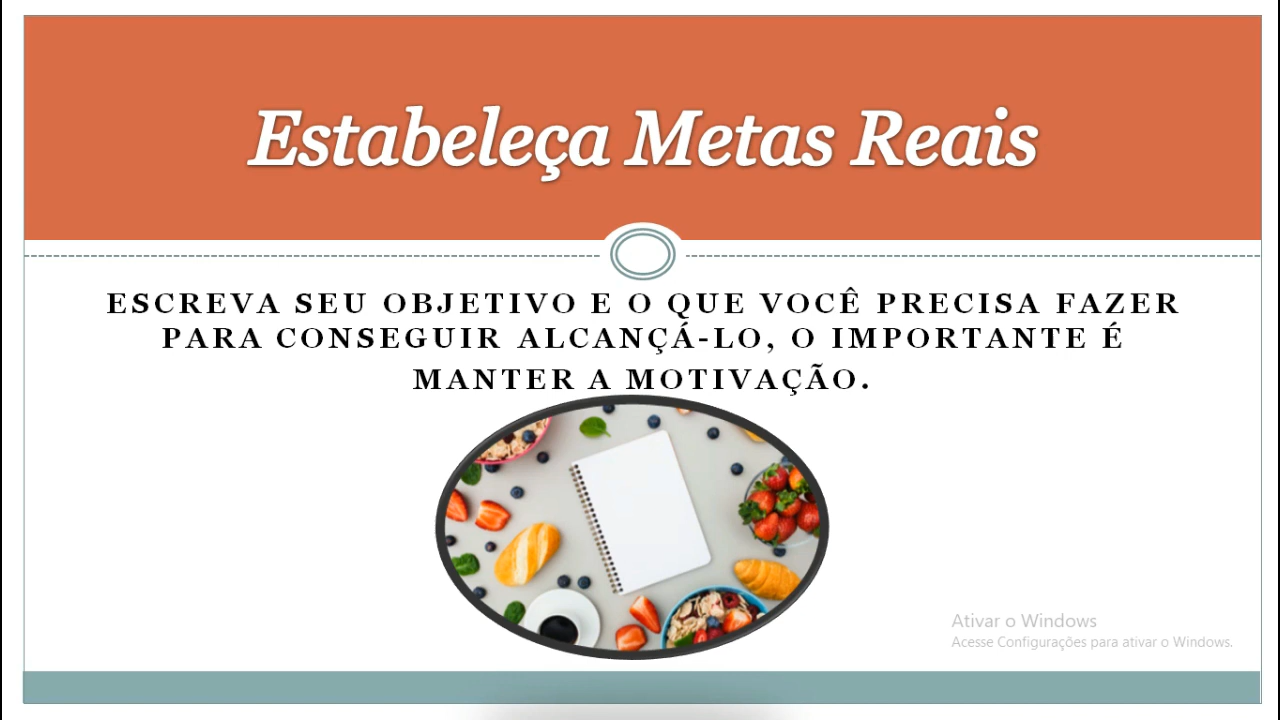 Estabeleça Metas Reais
ESCREVA SEU OBJETIVO E O QUE VOCÊ PRECISA FAZER
PARA CONSEGUIR ALCANÇÁ-LO, O IMPORTANTE É
MANTER A MOTIVAÇÃO.
Ativar o Windows
Acesse Configurações para ativar o Windows.